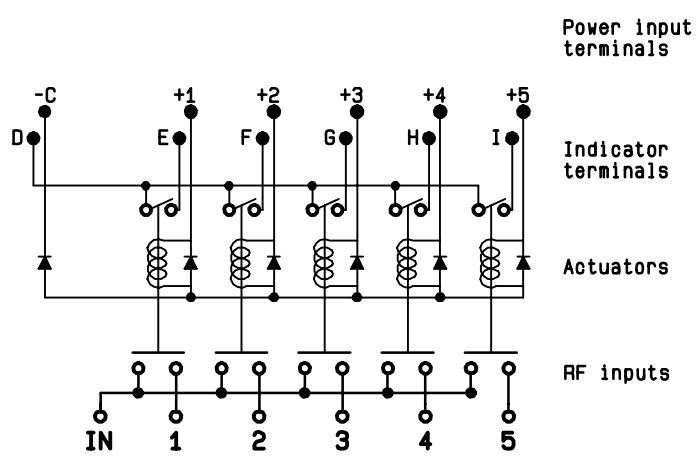 Power input
terminals
-C +1 +2 +3 +4 +5
D E F G H I
Indicator
terminals
Actuators
RF inputs
IN 1 2 3 4 5